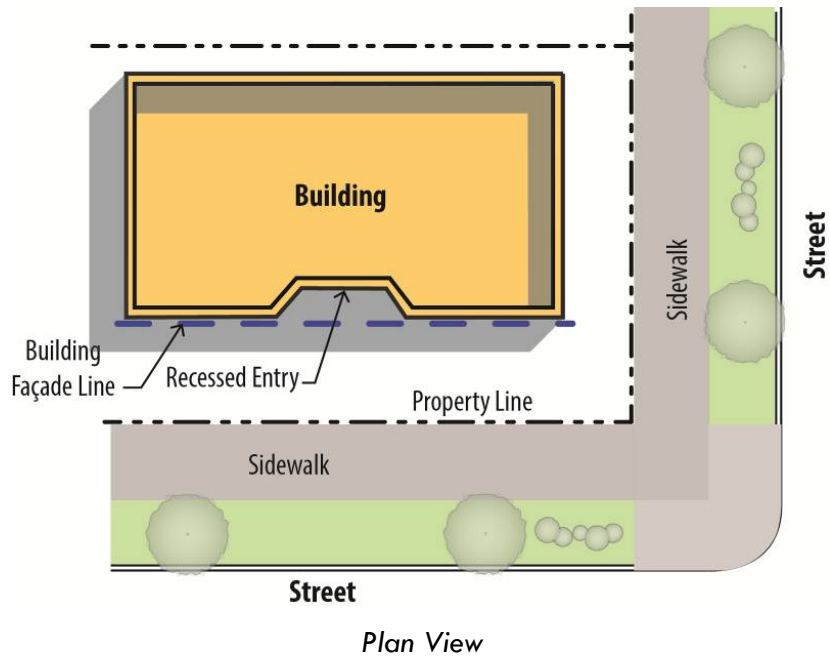 Building
Sidewalk
Street
Building
Façade Line
Recessed Entry
Property Line
Sidewalk
Street
Plan View